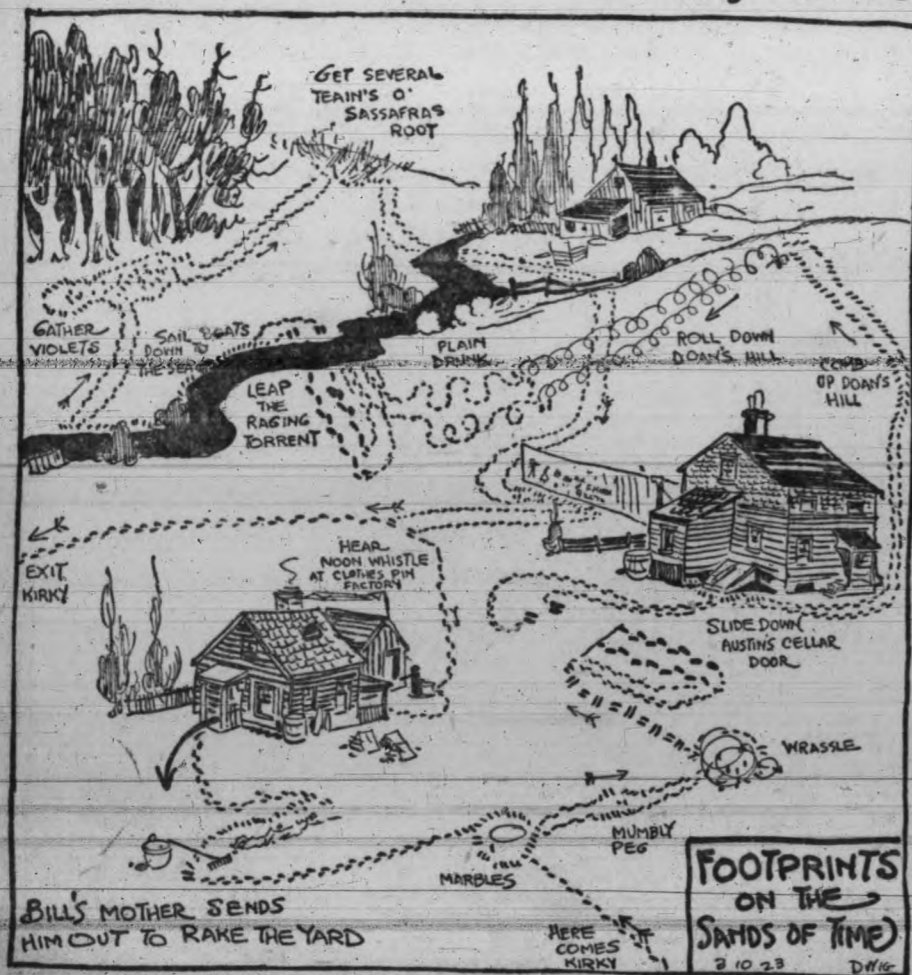 GET SEVERAL
TEAIN'S O'
SASSAFRAS
ROOT
GATHER
VIOLETS
SAIL BOATS
DOWN TO
THE SEA
LEAP
THE
RAGING
TORRENT
PLAIN
DRUNK
ROLL DOWN
DOAN'S HILL
UP DOAN'S
HILL
EXIT
KIRKY
HEAR
NOON WHISTLE
AT CLOTHES PIN
FACTORY
SLIDE DOWN
AUSTIN'S CELLAR
DOOR
WRASSLE
MUMBLY
PEG
MARBLES
HERE
COMES
KIRKY
BILL'S MOTHER SENDS
HIM OUT TO RAKE THE YARD
FOOTPRINTS
ON THE
SANDS OF TIME
3 10 23 DWIG